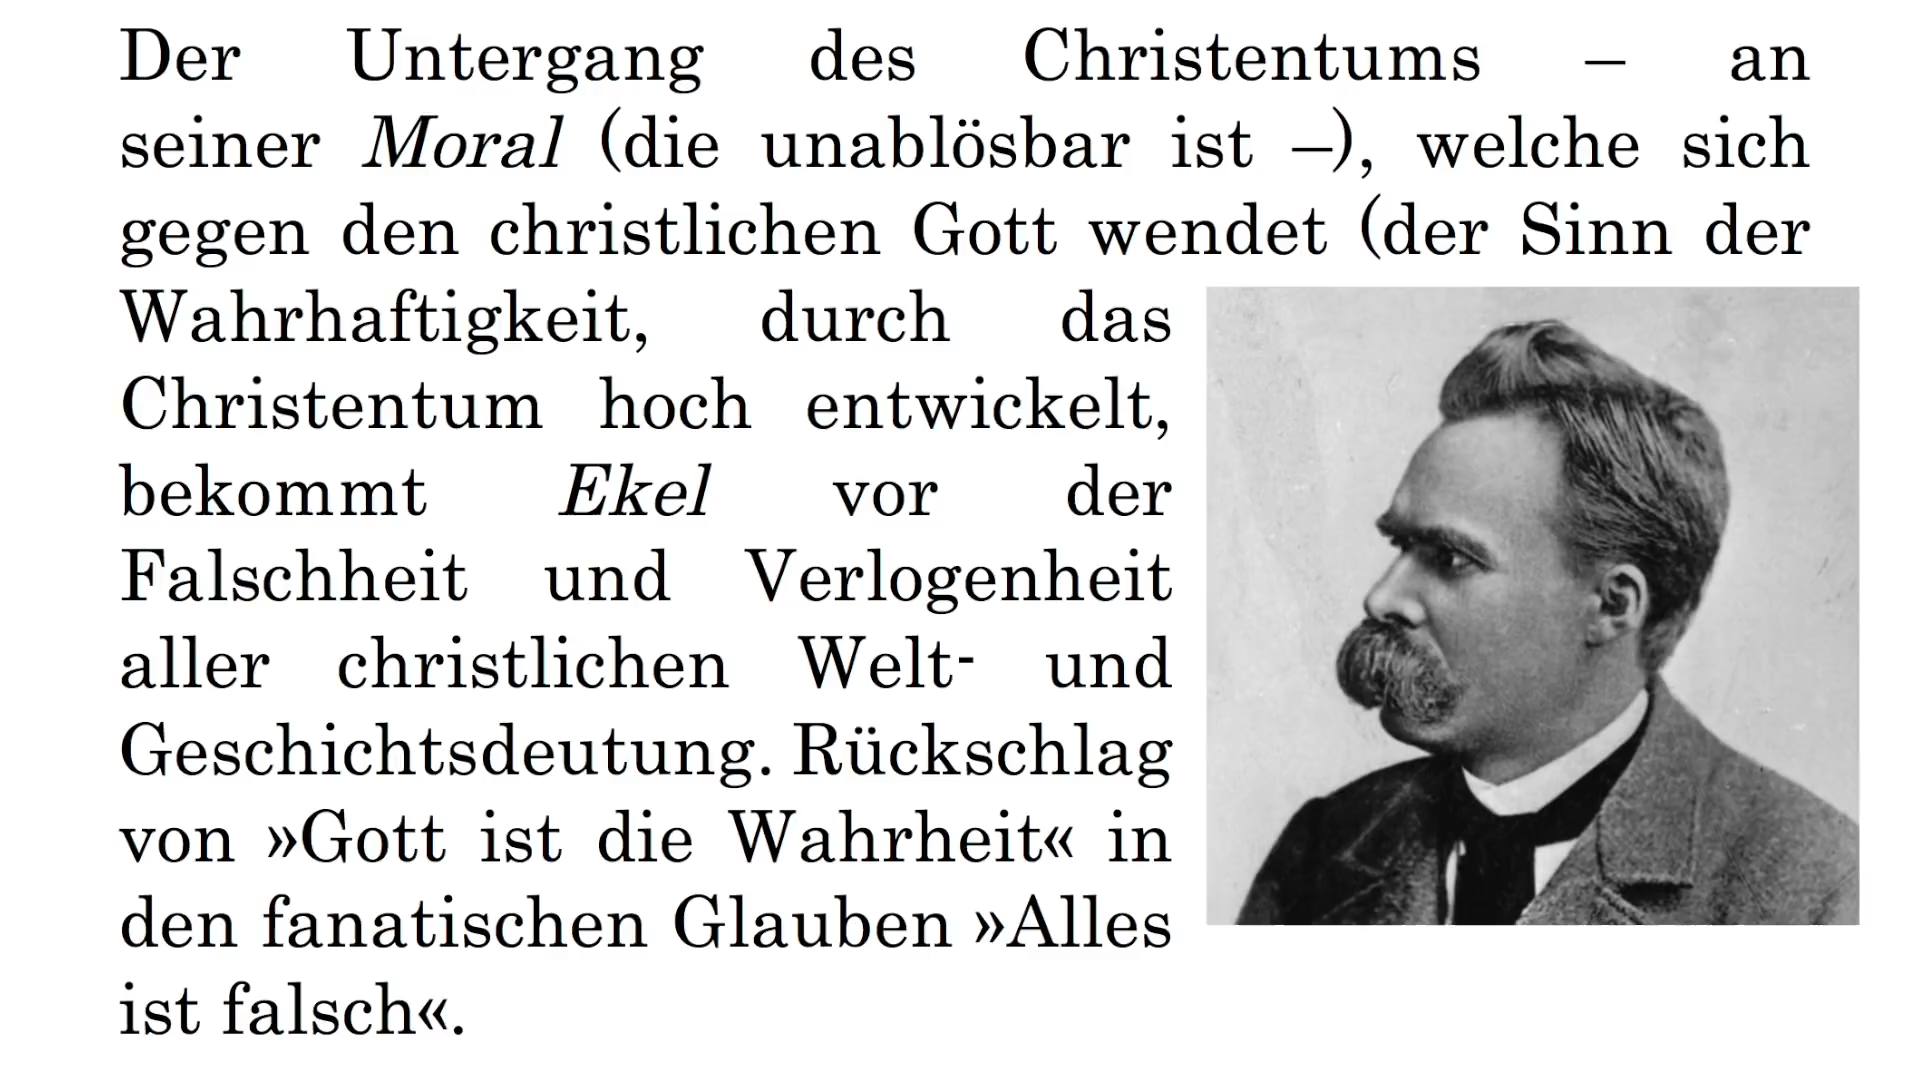 Der Untergang des Christentums – an
seiner Moral (die unablösbar ist –), welche sich
gegen den christlichen Gott wendet (der Sinn der
Wahrhaftigkeit, durch das
Christentum hoch entwickelt,
bekommt Ekel vor der
Falschheit und Verlogenheit
aller christlichen Welt- und
Geschichtsdeutung. Rückschlag
von »Gott ist die Wahrheit« in
den fanatischen Glauben »Alles
ist falsch«.